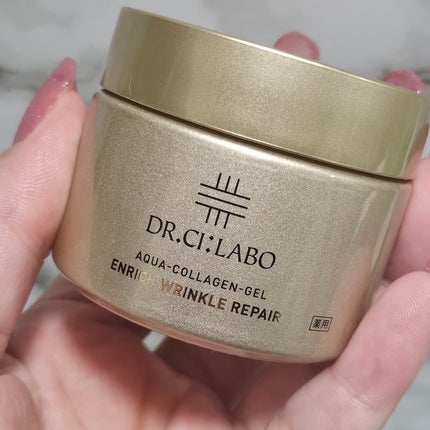 DR.CI:LABO
AQUA-COLLAGEN-GEL
ENRICH WRINKLE REPAIR
薬用